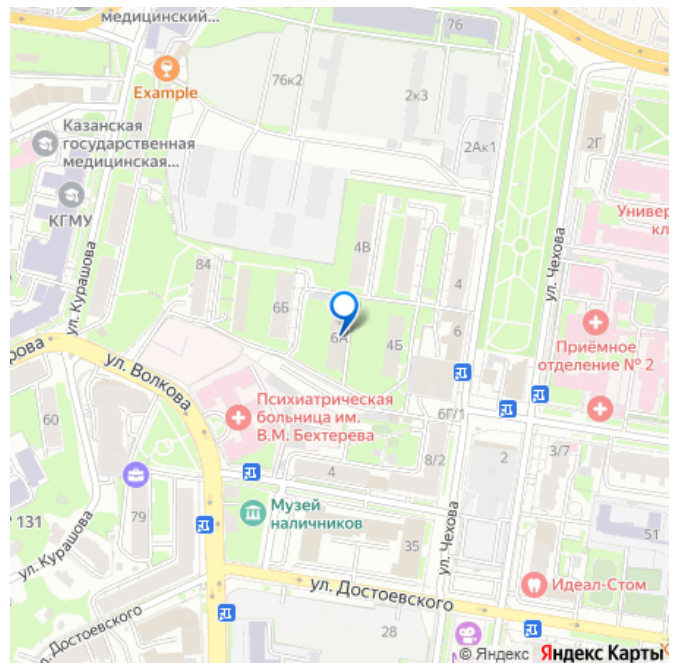 медицинский...
76
76к2
Example
2к3
Казанская
государственная
медицинская...
2Ак1
2Г
КГМУ
ул. Курашова
4В
ул. Чехова
84
4
6Б
6А
6
4Б
Приёмное
отделение № 2
ул. Волкова
Психиатрическая
больница им.
В.М. Бехтерева
6Г/1
60
4
8/2
2
3/7
Музей
наличников
131
79
35
51
ул. Курашова
ул. Чехова
ул. Достоевского
Идеал-Стом
28
Достоевского
© Яндекс Яндекс Карты